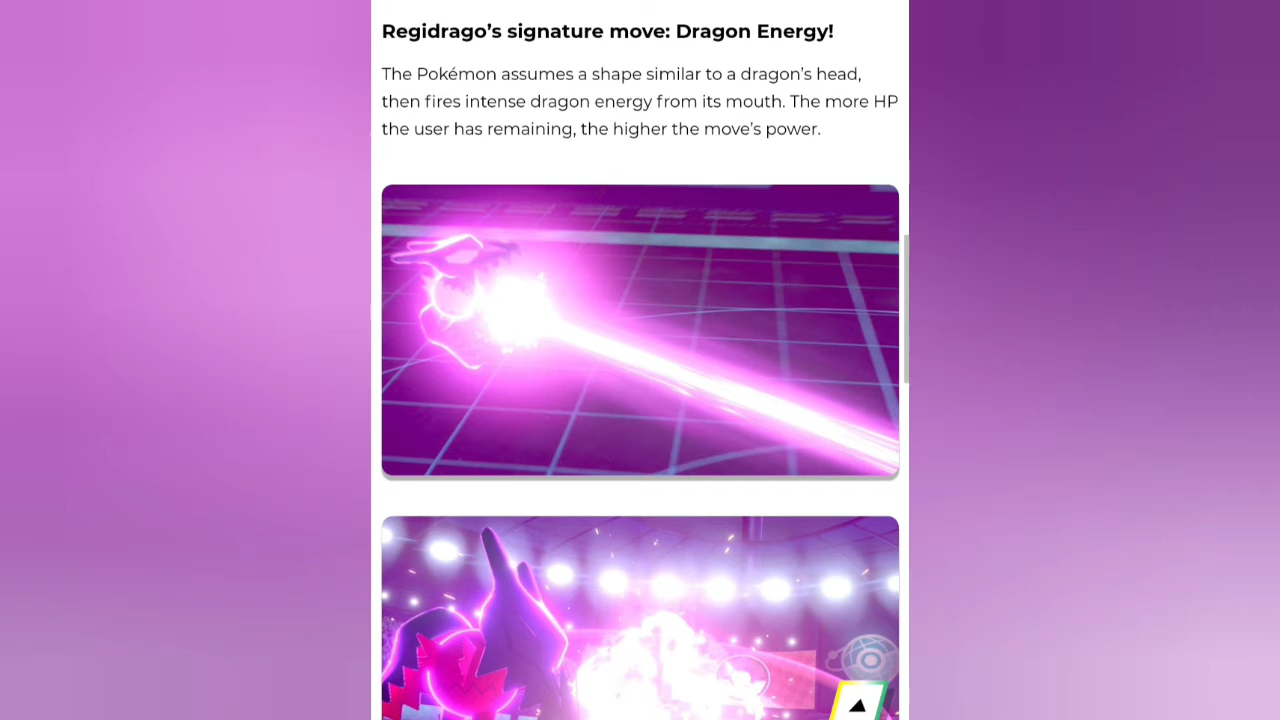 Regidrago’s signature move: Dragon Energy!
The Pokémon assumes a shape similar to a dragon’s head,
then fires intense dragon energy from its mouth. The more HP
the user has remaining, the higher the move’s power.